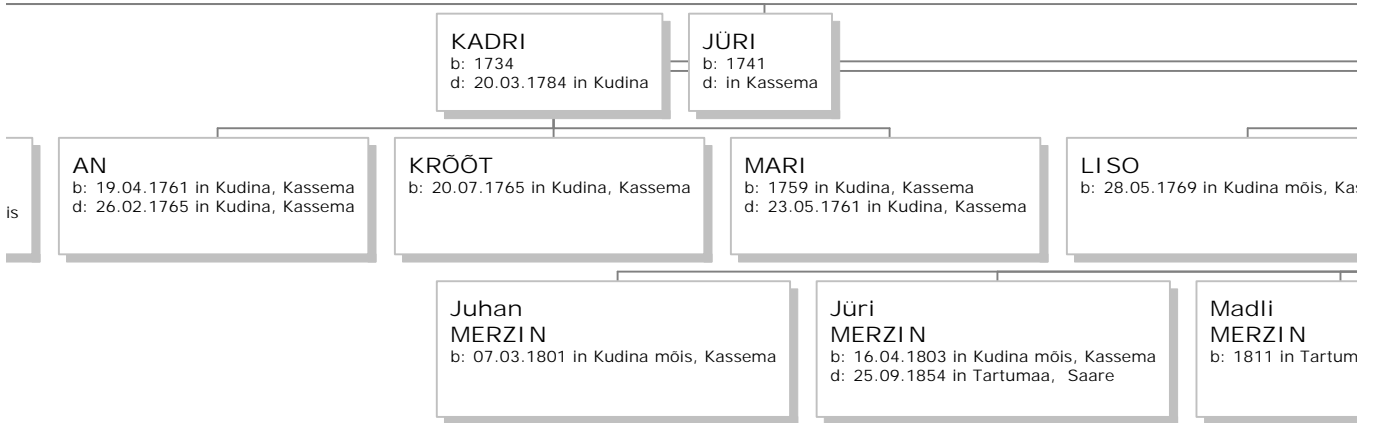 KADRI
b: 1734
d: 20.03.1784 in Kudina
JÜRI
b: 1741
d: in Kassema
is
AN
b: 19.04.1761 in Kudina, Kassema
d: 26.02.1765 in Kudina, Kassema
KRÕÕT
b: 20.07.1765 in Kudina, Kassema
MARI
b: 1759 in Kudina, Kassema
d: 23.05.1761 in Kudina, Kassema
LISO
b: 28.05.1769 in Kudina mõis, Kas
Juhan
MERZIN
b: 07.03.1801 in Kudina mõis, Kassema
Jüri
MERZIN
b: 16.04.1803 in Kudina mõis, Kassema
d: 25.09.1854 in Tartumaa, Saare
Madli
MERZIN
b: 1811 in Tartum